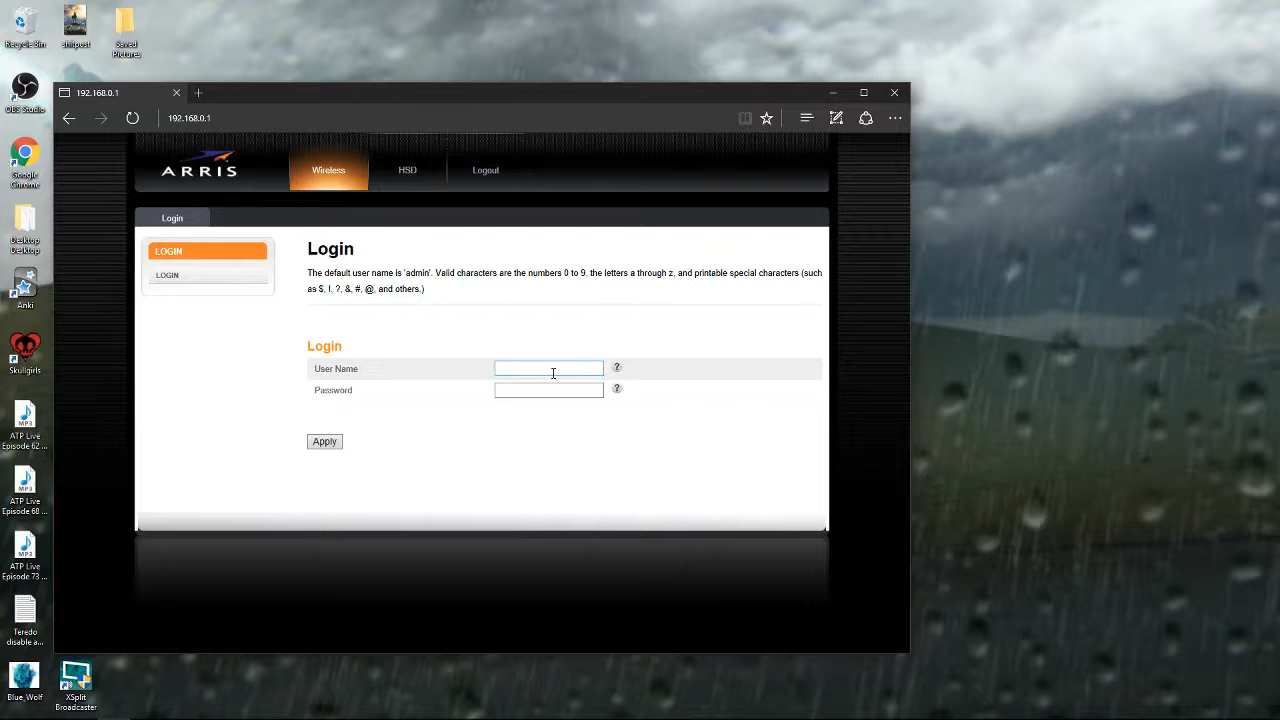 Recycle Bin
shitpost
Saved
Pictures
OBS Studio
Google
Chrome
Desktop
Desktop
Anki
Skullgirls
ATP Live
Episode 62 ...
ATP Live
Episode 68 ...
ATP Live
Episode 73 ...
Teredo
disable a...
Blue_Wolf
XSplit
Broadcaster
192.168.0.1
192.168.0.1
ARRIS
Wireless
HSD
Logout
Login
LOGIN
LOGIN
Login
The default user name is 'admin'. Valid characters are the numbers 0 to 9, the letters a through z, and printable special characters (such
as $, !, ?, &, #, @, and others.)
Login
User Name
?
Password
?
Apply